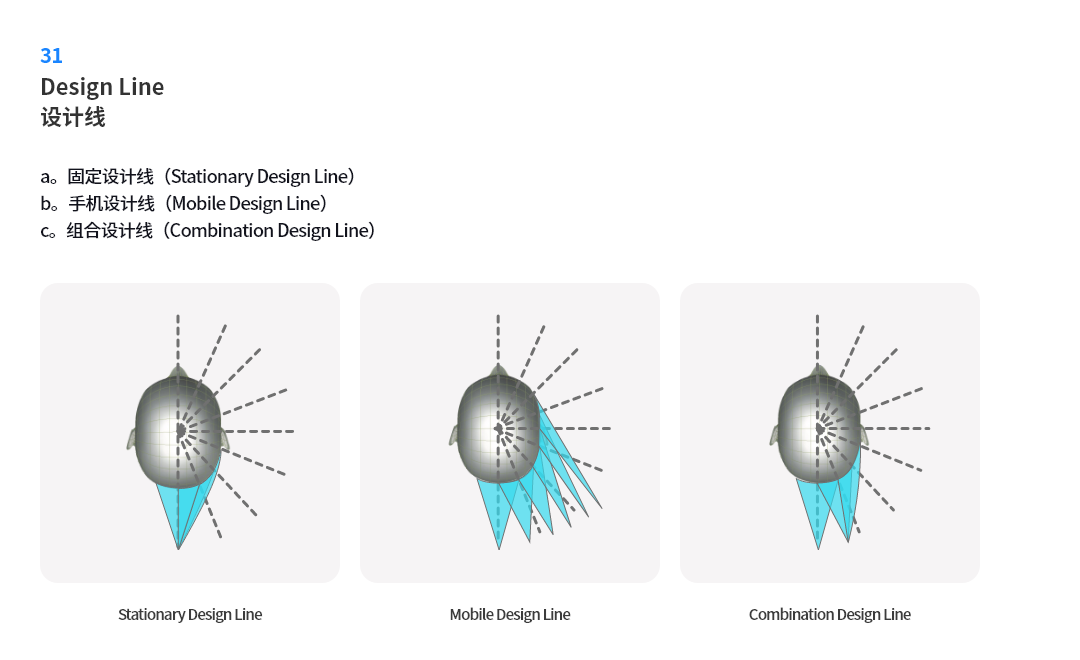 31
Design Line
设计线
a。固定设计线（Stationary Design Line）
b。手机设计线（Mobile Design Line）
c。组合设计线（Combination Design Line）
Stationary Design Line
Mobile Design Line
Combination Design Line